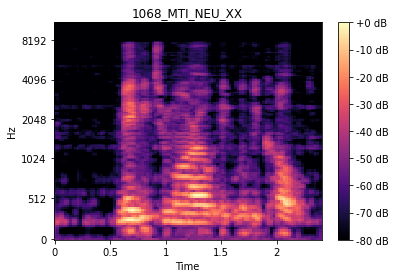 1068_MTI_NEU_XX
+0 dB
8192
-10 dB
4096
-20 dB
-30 dB
2048
Hz
-40 dB
1024
-50 dB
512
-60 dB
-70 dB
0
-80 dB
0 0.5 1 1.5 2
Time